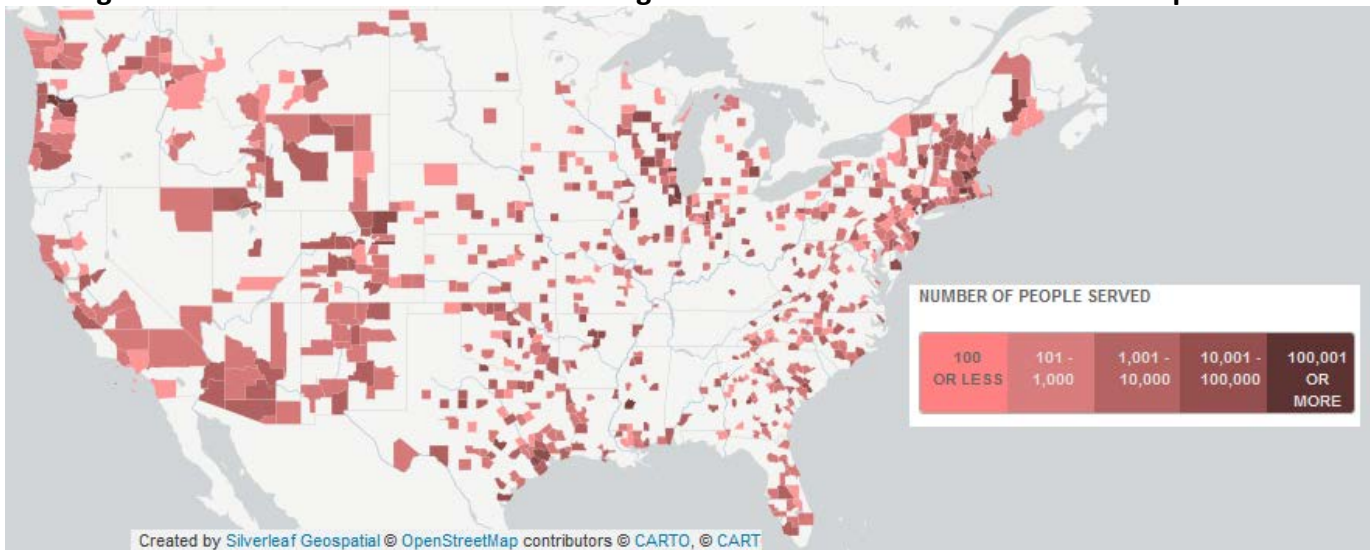 NUMBER OF PEOPLE SERVED
100 101 - 1,001 - 10,001 - 100,001
OR LESS 1,000 10,000 100,000 OR
MORE
Created by Silverleaf Geospatial © OpenStreetMap contributors © CARTO, © CART